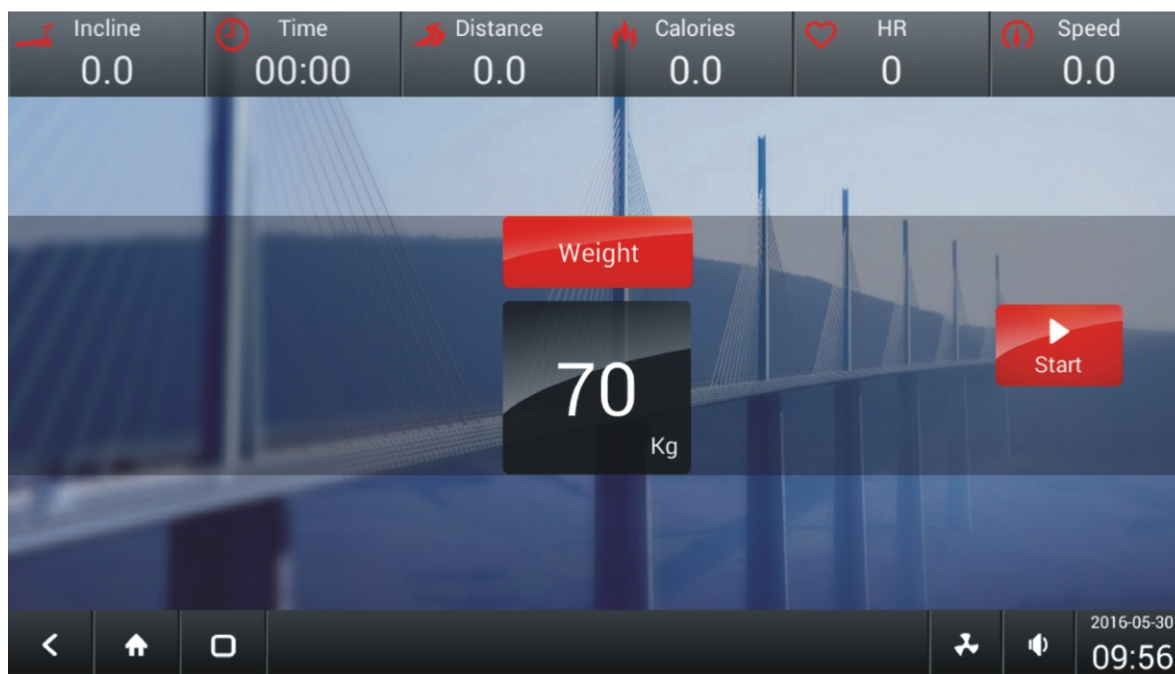 Incline
0.0
Time
00:00
Distance
0.0
Calories
0.0
HR
0
Speed
0.0
Weight
70
Kg
Start
2016-05-30
09:56